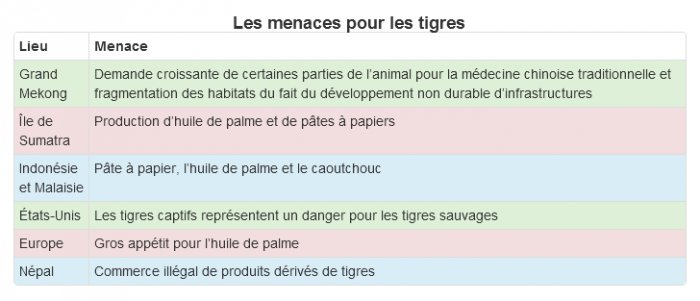 Les menaces pour les tigres
Lieu Menace
Grand Demande croissante de certaines parties de l'animal pour la médecine chinoise traditionnelle et
Mekong fragmentation des habitats du fait du développement non durable d'infrastructures
Île de Production d'huile de palme et de pâtes à papiers
Sumatra
Indonésie Pâte à papier, l'huile de palme et le caoutchouc
et Malaisie
États-Unis Les tigres captifs représentent un danger pour les tigres sauvages
Europe Gros appétit pour l'huile de palme
Népal Commerce illégal de produits dérivés de tigres